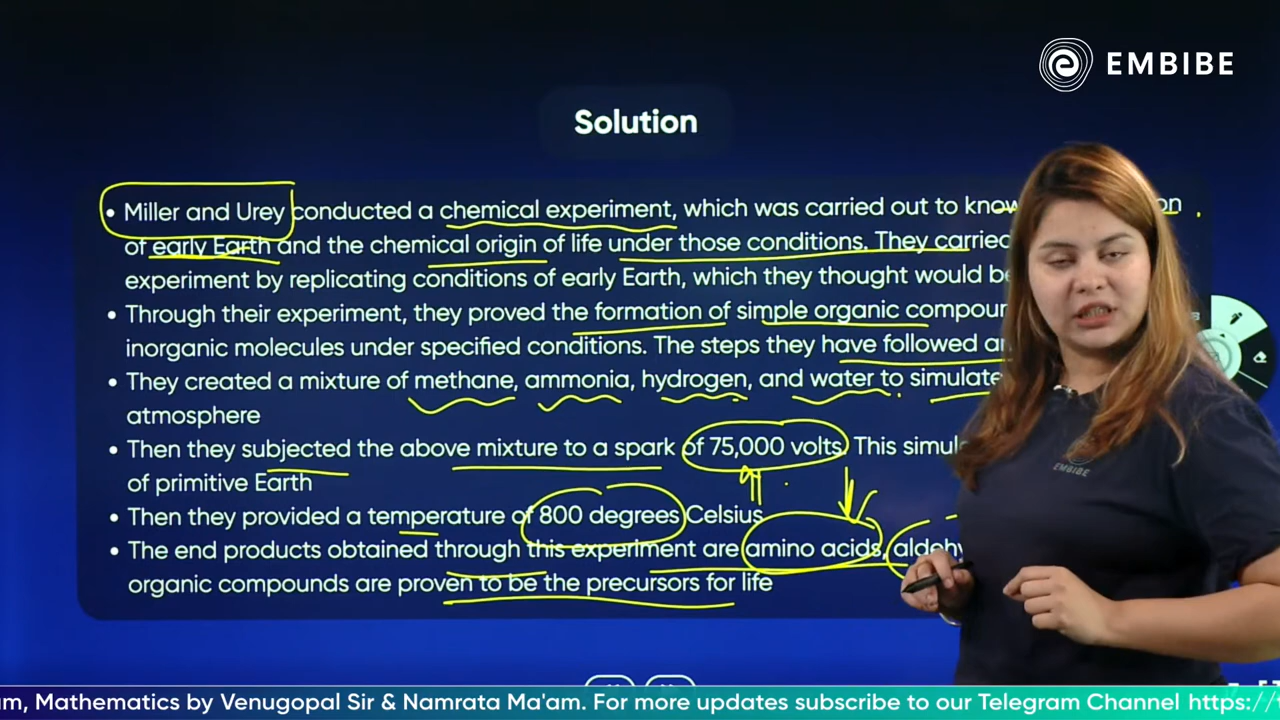 EMBIBE
Solution
• Miller and Urey conducted a chemical experiment, which was carried out to
of early Earth and the chemical origin of life under those conditions. They carried
experiment by replicating conditions of early Earth, which they thought would
• Through their experiment, they proved the formation of simple organic
inorganic molecules under specified conditions. The steps they have followed
• They created a mixture of methane, ammonia, hydrogen, and water to simulate
atmosphere
• Then they subjected the above mixture to a spark of 75,000 volts. This
of primitive Earth
• Then they provided a temperature of 800 degrees Celsius
• The end products obtained through this experiment are amino acids,
organic compounds are proven to be the precursors for life
EMBIBE
Mathematics by Venugopal Sir & Namrata Ma'am. For more updates subscribe to our Telegram Channel https:/